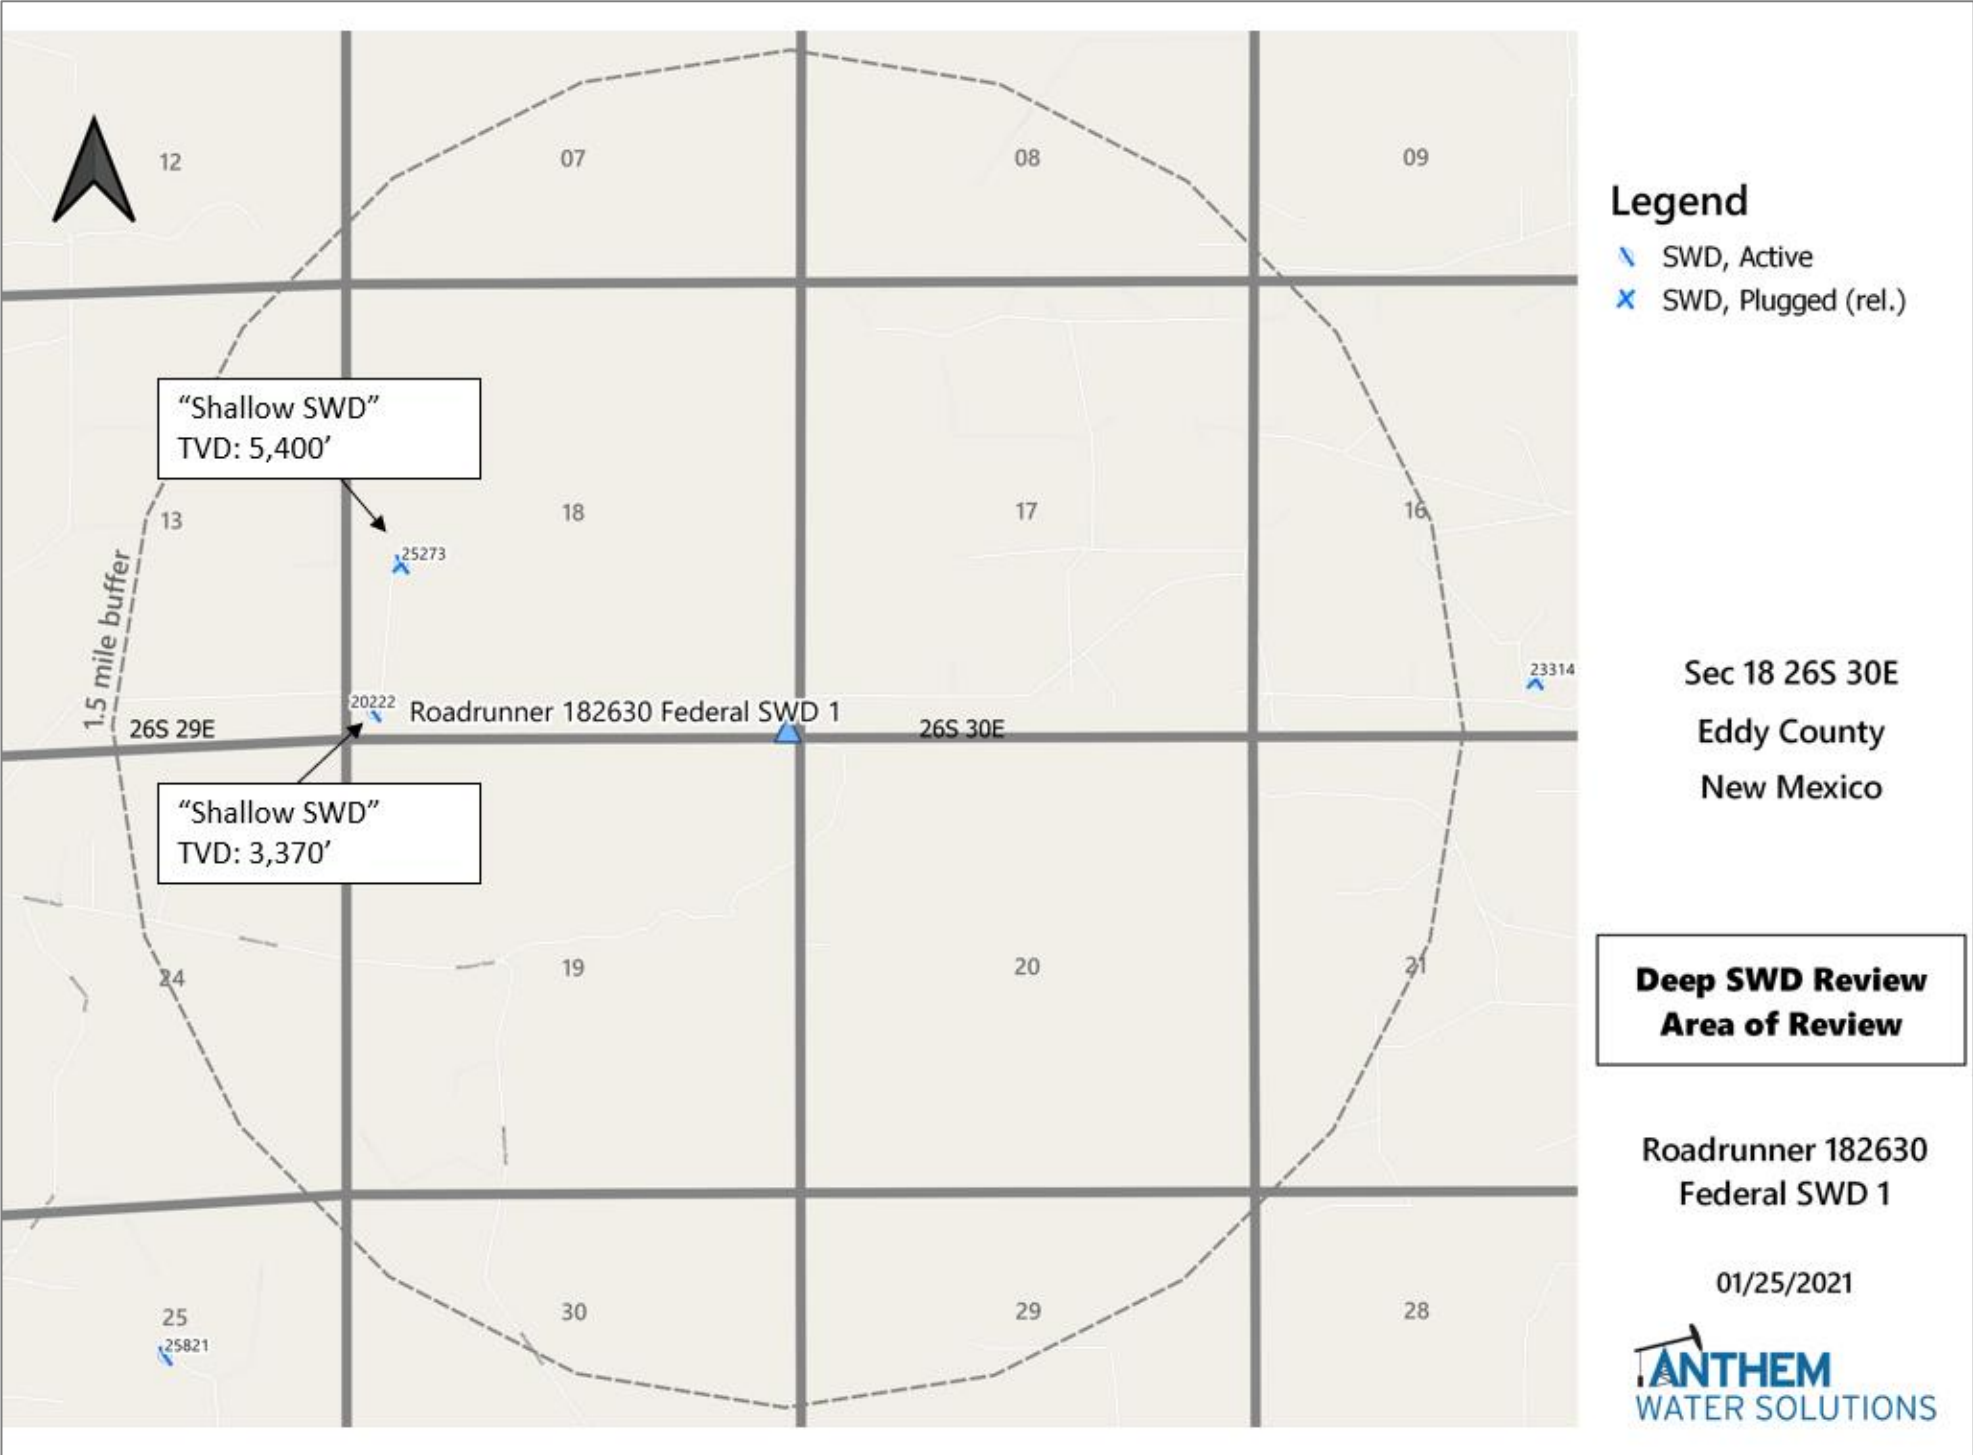 12
07
08
09
Legend
SWD, Active
SWD, Plugged (rel.)
“Shallow SWD”
TVD: 5,400’
13
18
17
16
25273
1.5 mile buffer
20222
Roadrunner 182630 Federal SWD 1
23314
26S 29E
26S 30E
Sec 18 26S 30E
Eddy County
New Mexico
“Shallow SWD”
TVD: 3,370’
24
19
20
21
Deep SWD Review
Area of Review
Roadrunner 182630
Federal SWD 1
01/25/2021
25
30
29
28
25821
ANTHEM
WATER SOLUTIONS